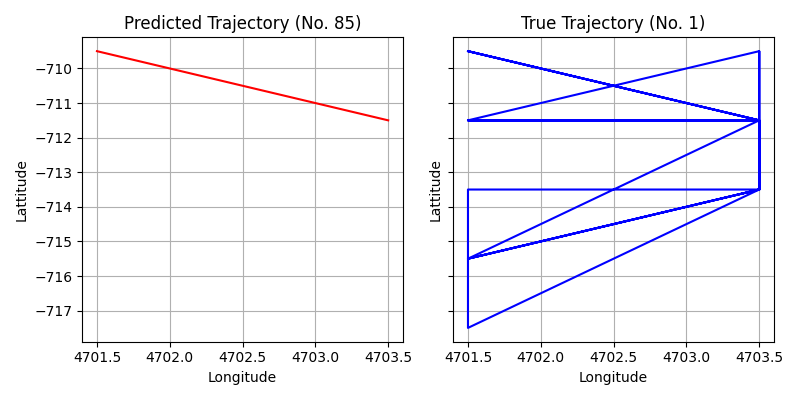 Predicted Trajectory (No. 85)
True Trajectory (No. 1)
−710
−711
−712
−713
−714
−715
−716
−717
Lattitude
Lattitude
4701.5 4702.0 4702.5 4703.0 4703.5
4701.5 4702.0 4702.5 4703.0 4703.5
Longitude
Longitude